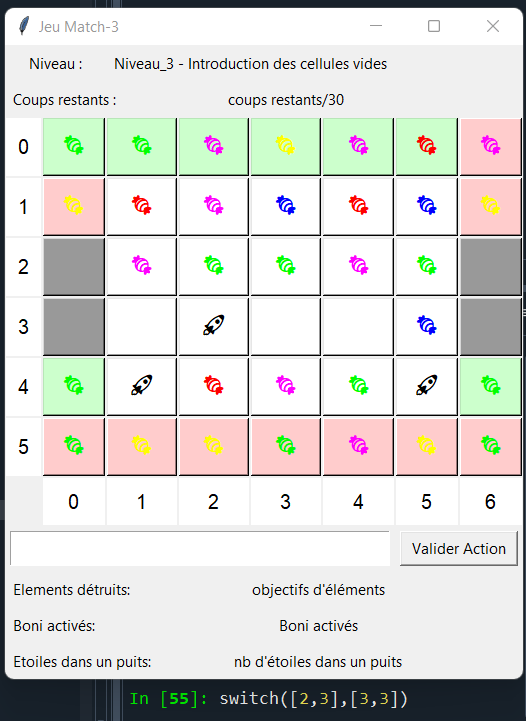 Jeu Match-3
Niveau : Niveau_3 - Introduction des cellules vides
Coups restants : coups restants/30
0
1
2
3
4
5
0 1 2 3 4 5 6
Valider Action
Elements détruits: objectifs d'éléments
Boni activés: Boni activés
Etoiles dans un puits: nb d'étoiles dans un puits
In [55]: switch([2,3],[3,3])